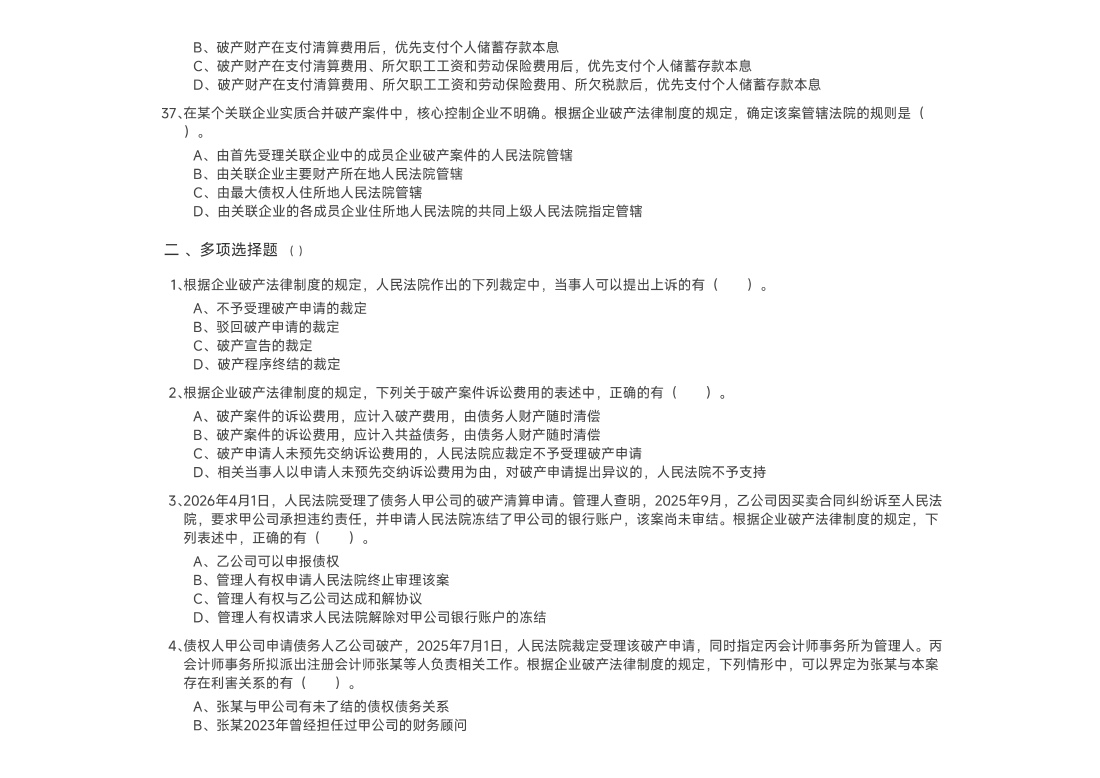 B、破产财产在支付清算费用后，优先支付个人储蓄存款本息
C、破产财产在支付清算费用、所欠职工工资和劳动保险费用后，优先支付个人储蓄存款本息
D、破产财产在支付清算费用、所欠职工工资和劳动保险费用、所欠税款后，优先支付个人储蓄存款本息
37、在某个关联企业实质合并破产案件中，核心控制企业不明确。根据企业破产法律制度的规定，确定该案管辖法院的规则是（
）。
A、由首先受理关联企业中的成员企业破产案件的人民法院管辖
B、由关联企业主要财产所在地人民法院管辖
C、由最大债权人住所地人民法院管辖
D、由关联企业的各成员企业住所地人民法院的共同上级人民法院指定管辖
二 、多项选择题 （ ）
1、根据企业破产法律制度的规定，人民法院作出的下列裁定中，当事人可以提出上诉的有（　　）。
A、不予受理破产申请的裁定
B、驳回破产申请的裁定
C、破产宣告的裁定
D、破产程序终结的裁定
2、根据企业破产法律制度的规定，下列关于破产案件诉讼费用的表述中，正确的有（　　）。
A、破产案件的诉讼费用，应计入破产费用，由债务人财产随时清偿
B、破产案件的诉讼费用，应计入共益债务，由债务人财产随时清偿
C、破产申请人未预先交纳诉讼费用的，人民法院应裁定不予受理破产申请
D、相关当事人以申请人未预先交纳诉讼费用为由，对破产申请提出异议的，人民法院不予支持
3、2026年4月1日，人民法院受理了债务人甲公司的破产清算申请。管理人查明，2025年9月，乙公司因买卖合同纠纷诉至人民法
院，要求甲公司承担违约责任，并申请人民法院冻结了甲公司的银行账户，该案尚未审结。根据企业破产法律制度的规定，下
列表述中，正确的有（　　）。
A、乙公司可以申报债权
B、管理人有权申请人民法院终止审理该案
C、管理人有权与乙公司达成和解协议
D、管理人有权请求人民法院解除对甲公司银行账户的冻结
4、债权人甲公司申请债务人乙公司破产，2025年7月1日，人民法院裁定受理该破产申请，同时指定丙会计师事务所为管理人。丙
会计师事务所拟派出注册会计师张某等人负责相关工作。根据企业破产法律制度的规定，下列情形中，可以界定为张某与本案
存在利害关系的有（　　）。
A、张某与甲公司有未了结的债权债务关系
B、张某2023年曾经担任过甲公司的财务顾问